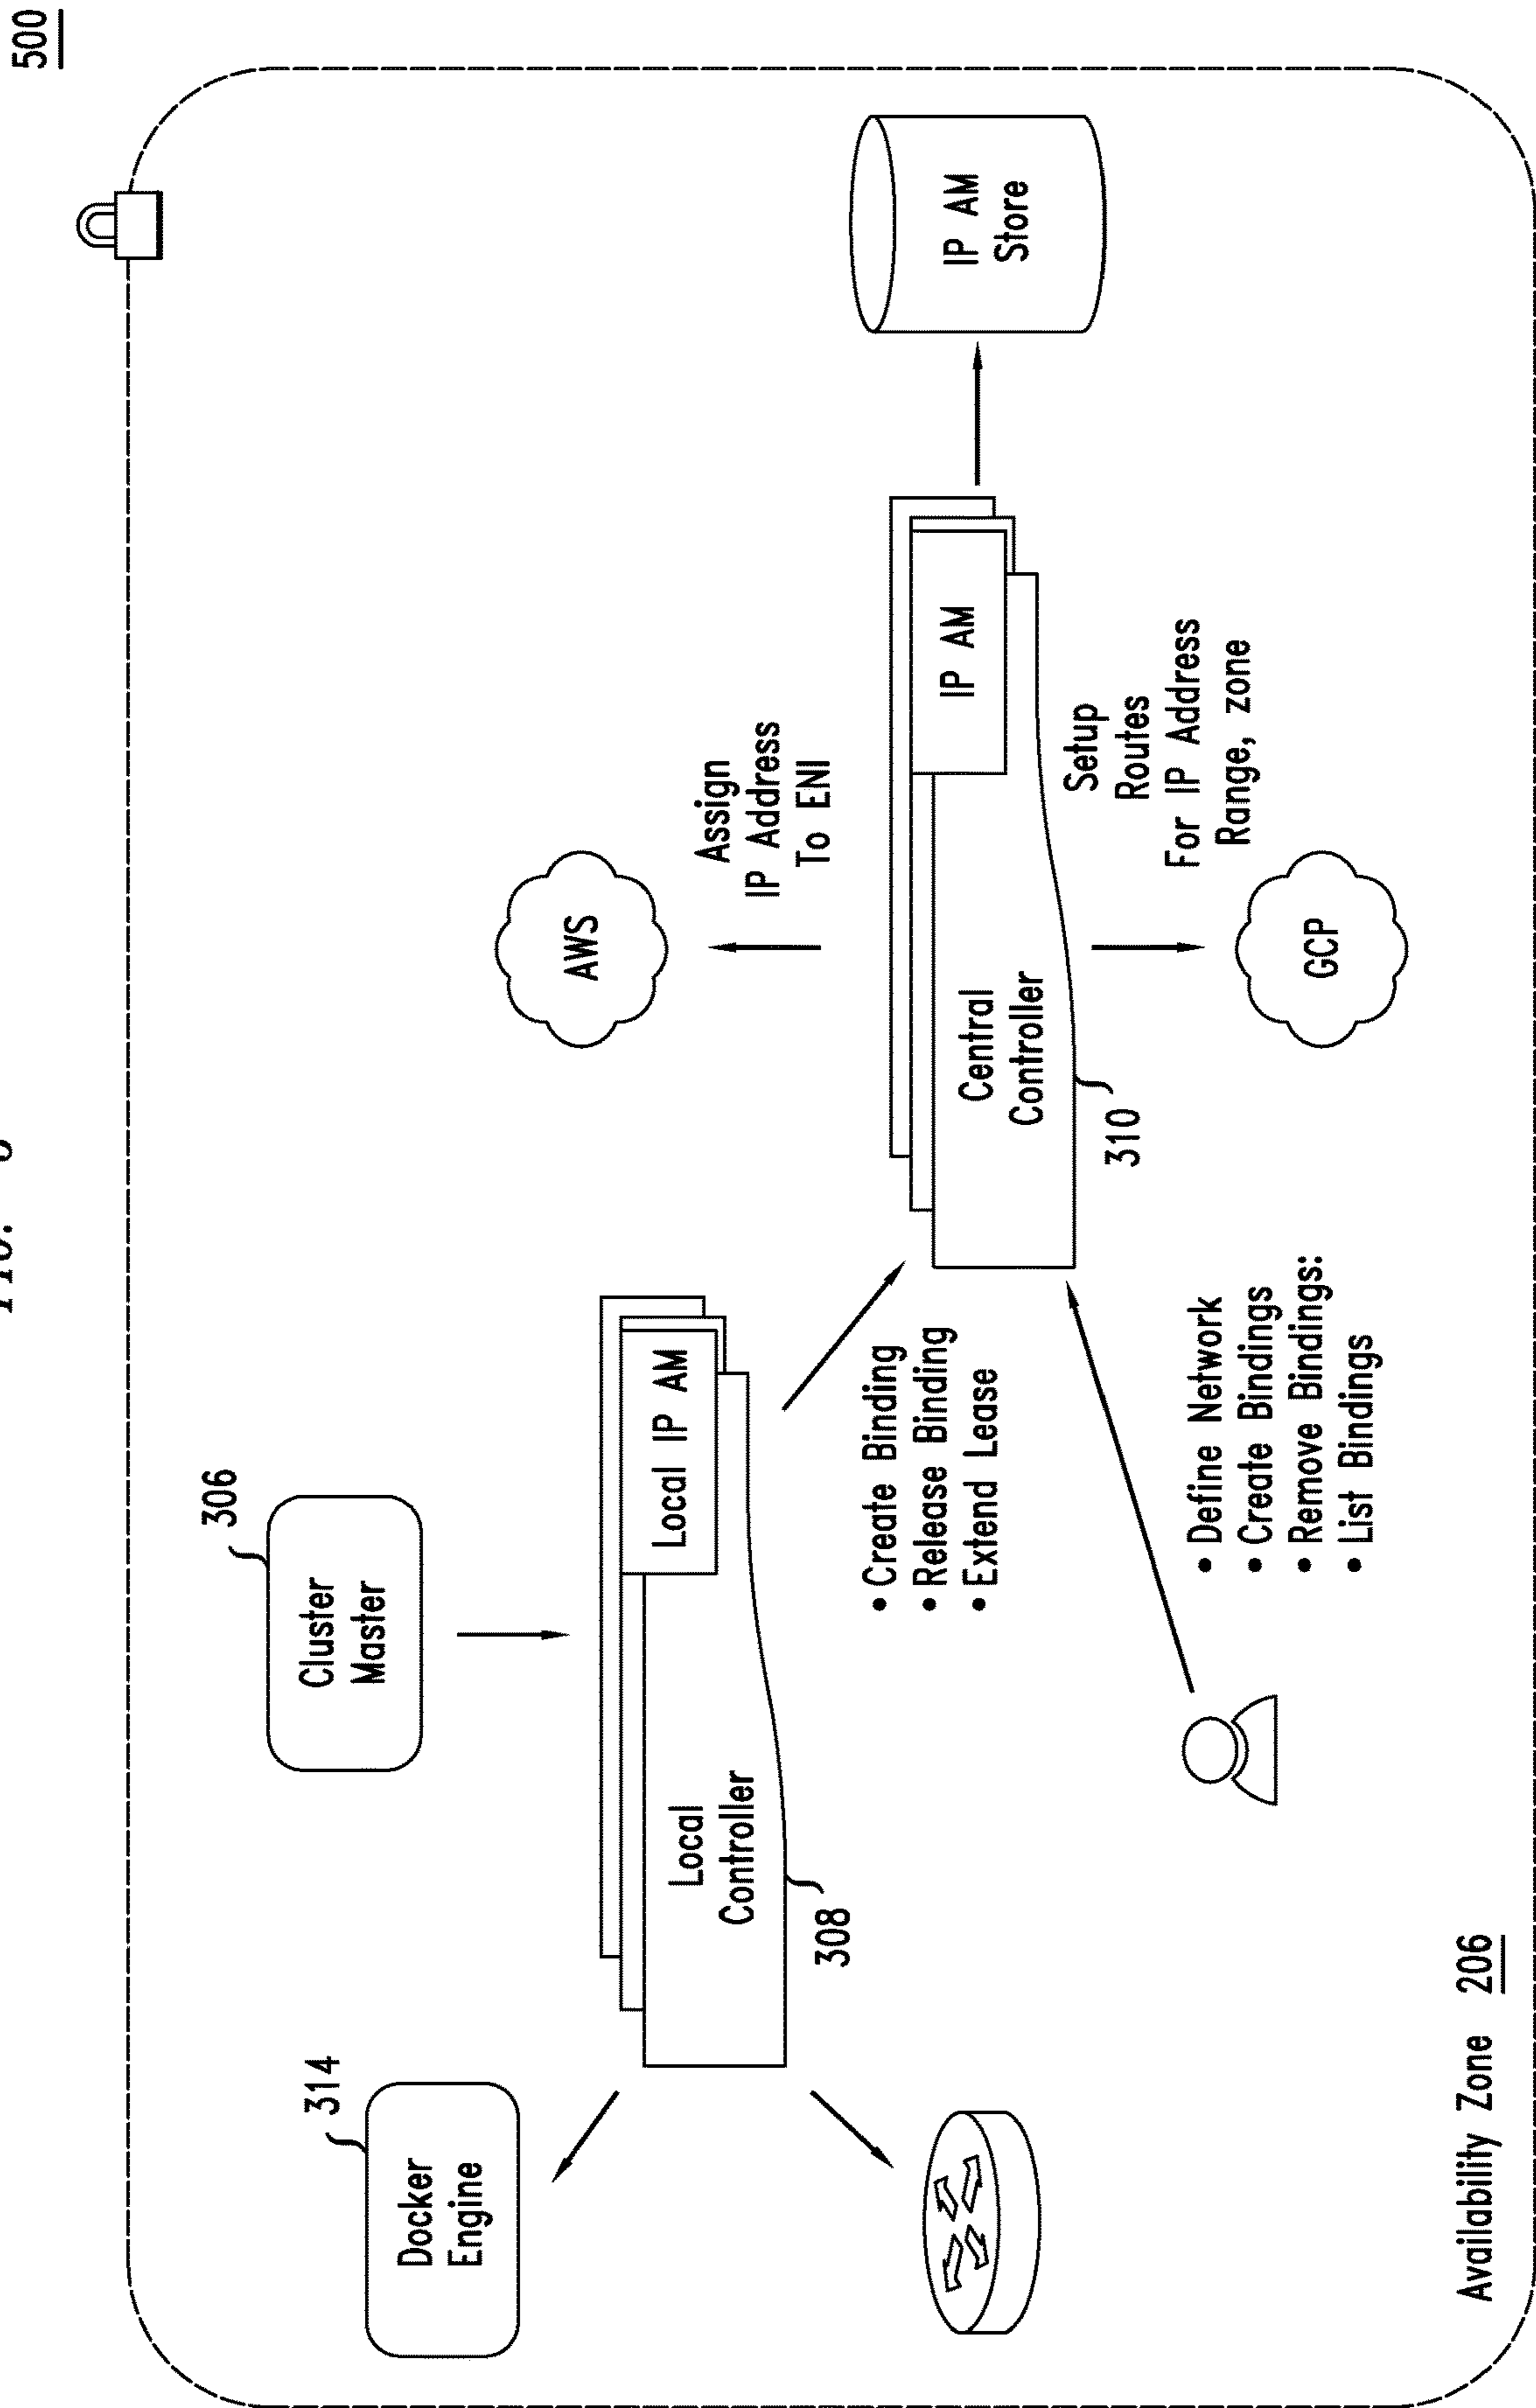 FIG.
500
306
Cluster
Master
314
Docker
Engine
AWS
Local IP AM
Local
Controller
308
Assign
IP Address
To ENI
• Create Binding
• Release Binding
• Extend Lease
IP AM
Central
Controller
310
IP AM
Store
Setup
Routes
For IP Address
Range, zone
• Define Network
• Create Bindings
• Remove Bindings:
• List Bindings
GCP
Availability Zone 206